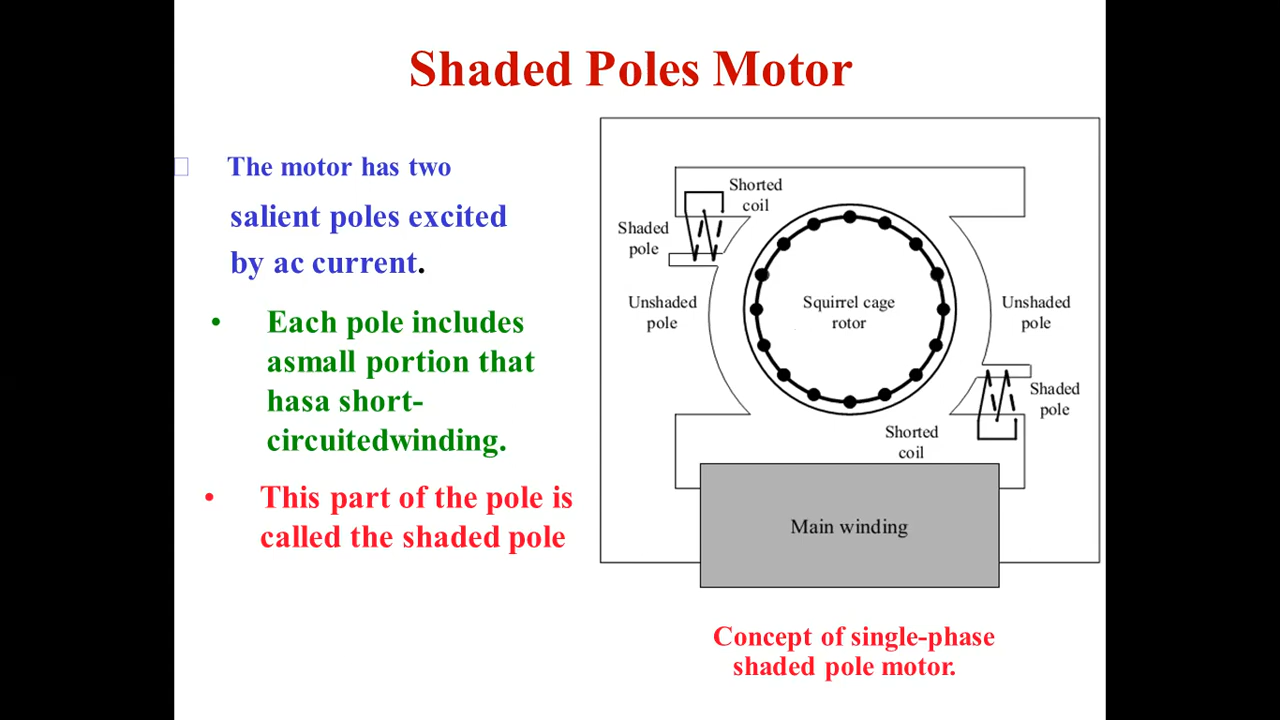 Shaded Poles Motor
The motor has two
salient poles excited
by ac current.
• Each pole includes
asmall portion that
hasa short-
circuitedwinding.
• This part of the pole is
called the shaded pole
Shorted
coil
Shaded
pole
Unshaded
pole
Squirrel cage
rotor
Unshaded
pole
Shaded
pole
Shorted
coil
Main winding
Concept of single-phase
shaded pole motor.